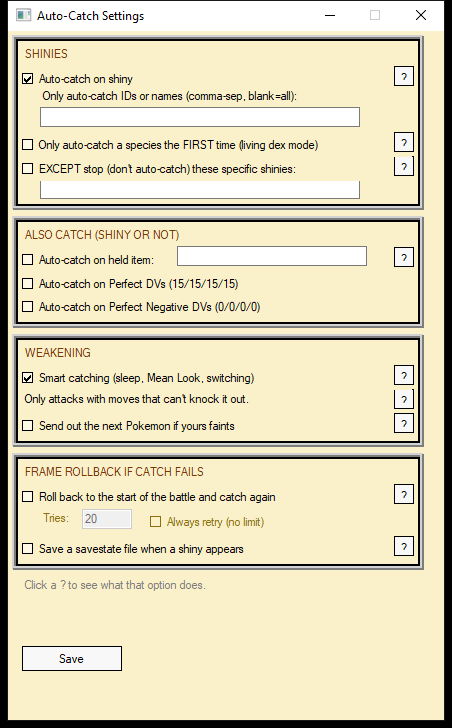 Auto-Catch Settings
SHINIES
Auto-catch on shiny
?
Only auto-catch IDs or names (comma-sep, blank=all):
Only auto-catch a species the FIRST time (living dex mode)
?
EXCEPT stop (don't auto-catch) these specific shinies:
?
ALSO CATCH (SHINY OR NOT)
Auto-catch on held item:
?
Auto-catch on Perfect DVs (15/15/15/15)
Auto-catch on Perfect Negative DVs (0/0/0/0)
WEAKENING
Smart catching (sleep, Mean Look, switching)
?
Only attacks with moves that can't knock it out.
?
Send out the next Pokemon if yours faints
?
FRAME ROLLBACK IF CATCH FAILS
Roll back to the start of the battle and catch again
?
Tries: 20 Always retry (no limit)
Save a savestate file when a shiny appears
?
Click a ? to see what that option does.
Save